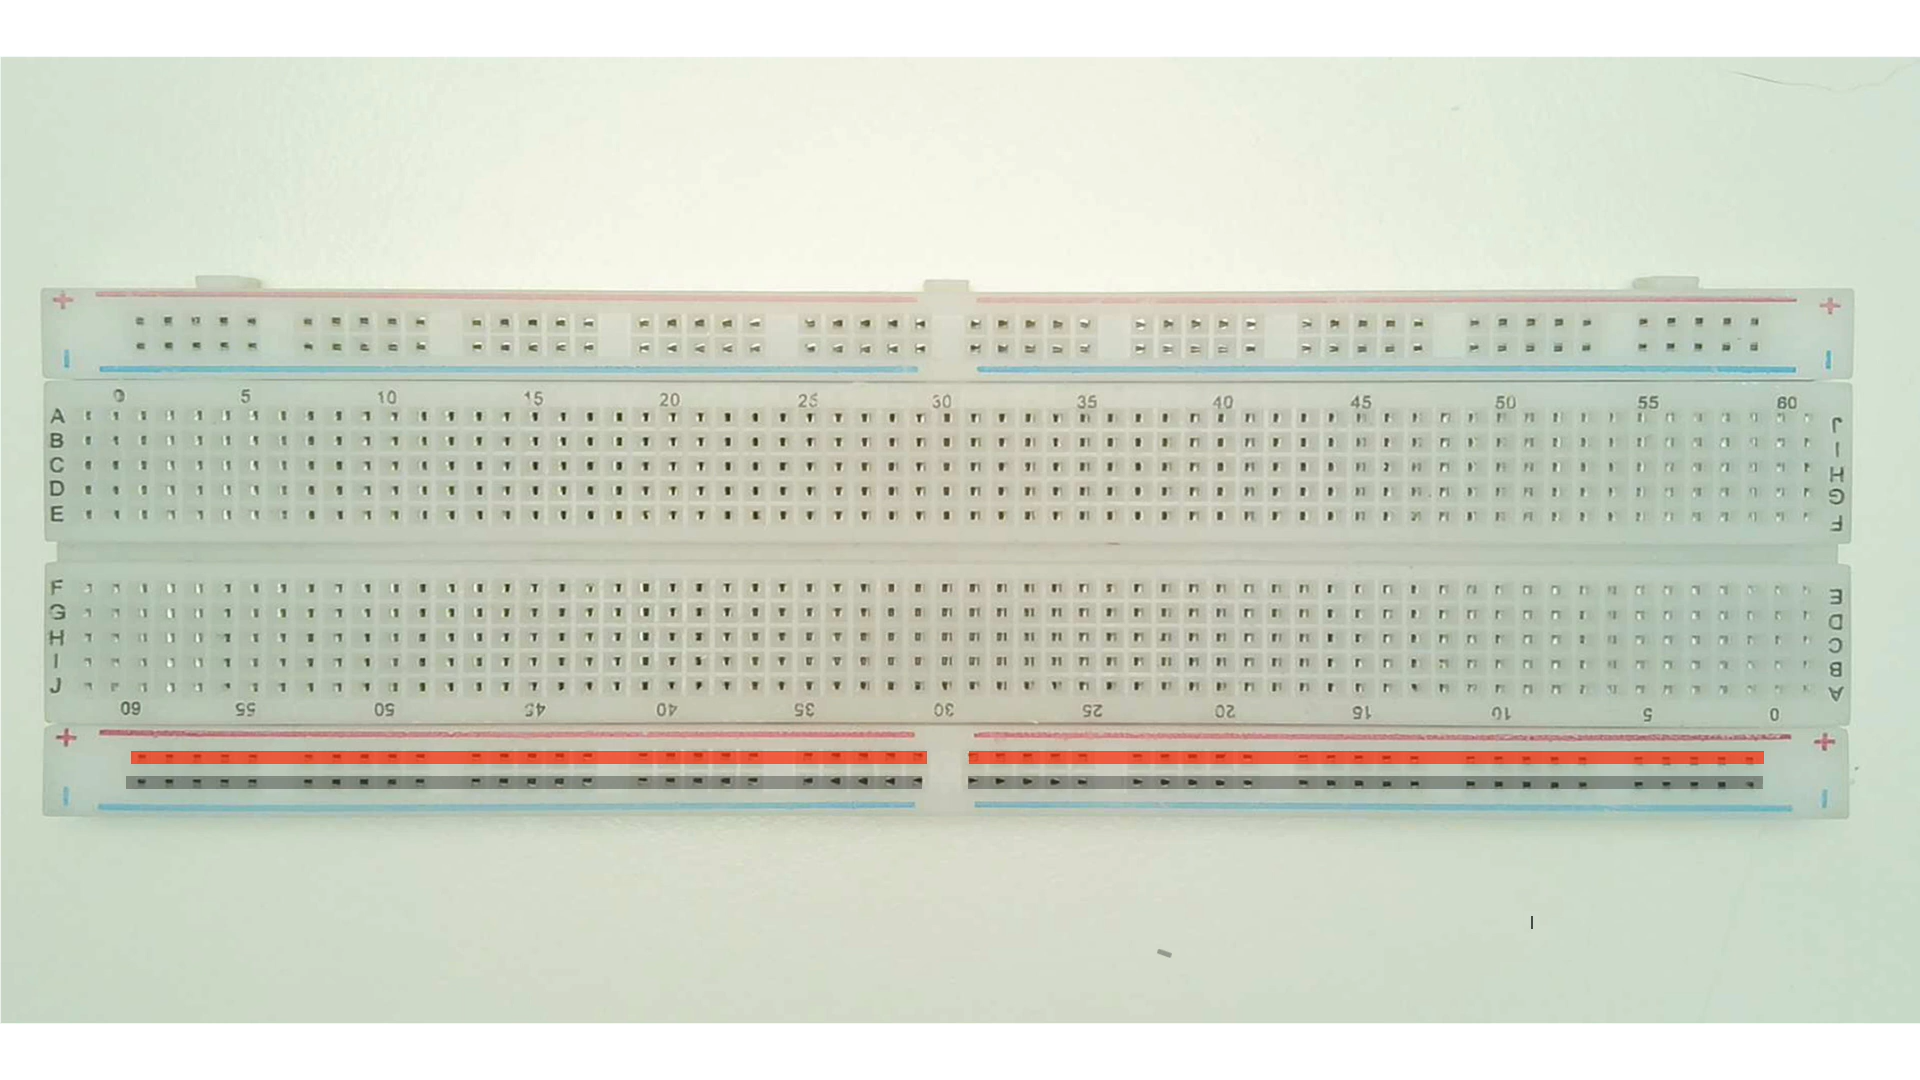 + +
- -
0 5 10 15 20 25 30 35 40 45 50 55 60
A J
B I
C H
D G
E F
F E
G D
H C
I B
J A
60 55 50 45 40 35 30 25 20 15 10 5 0
+ +
- -